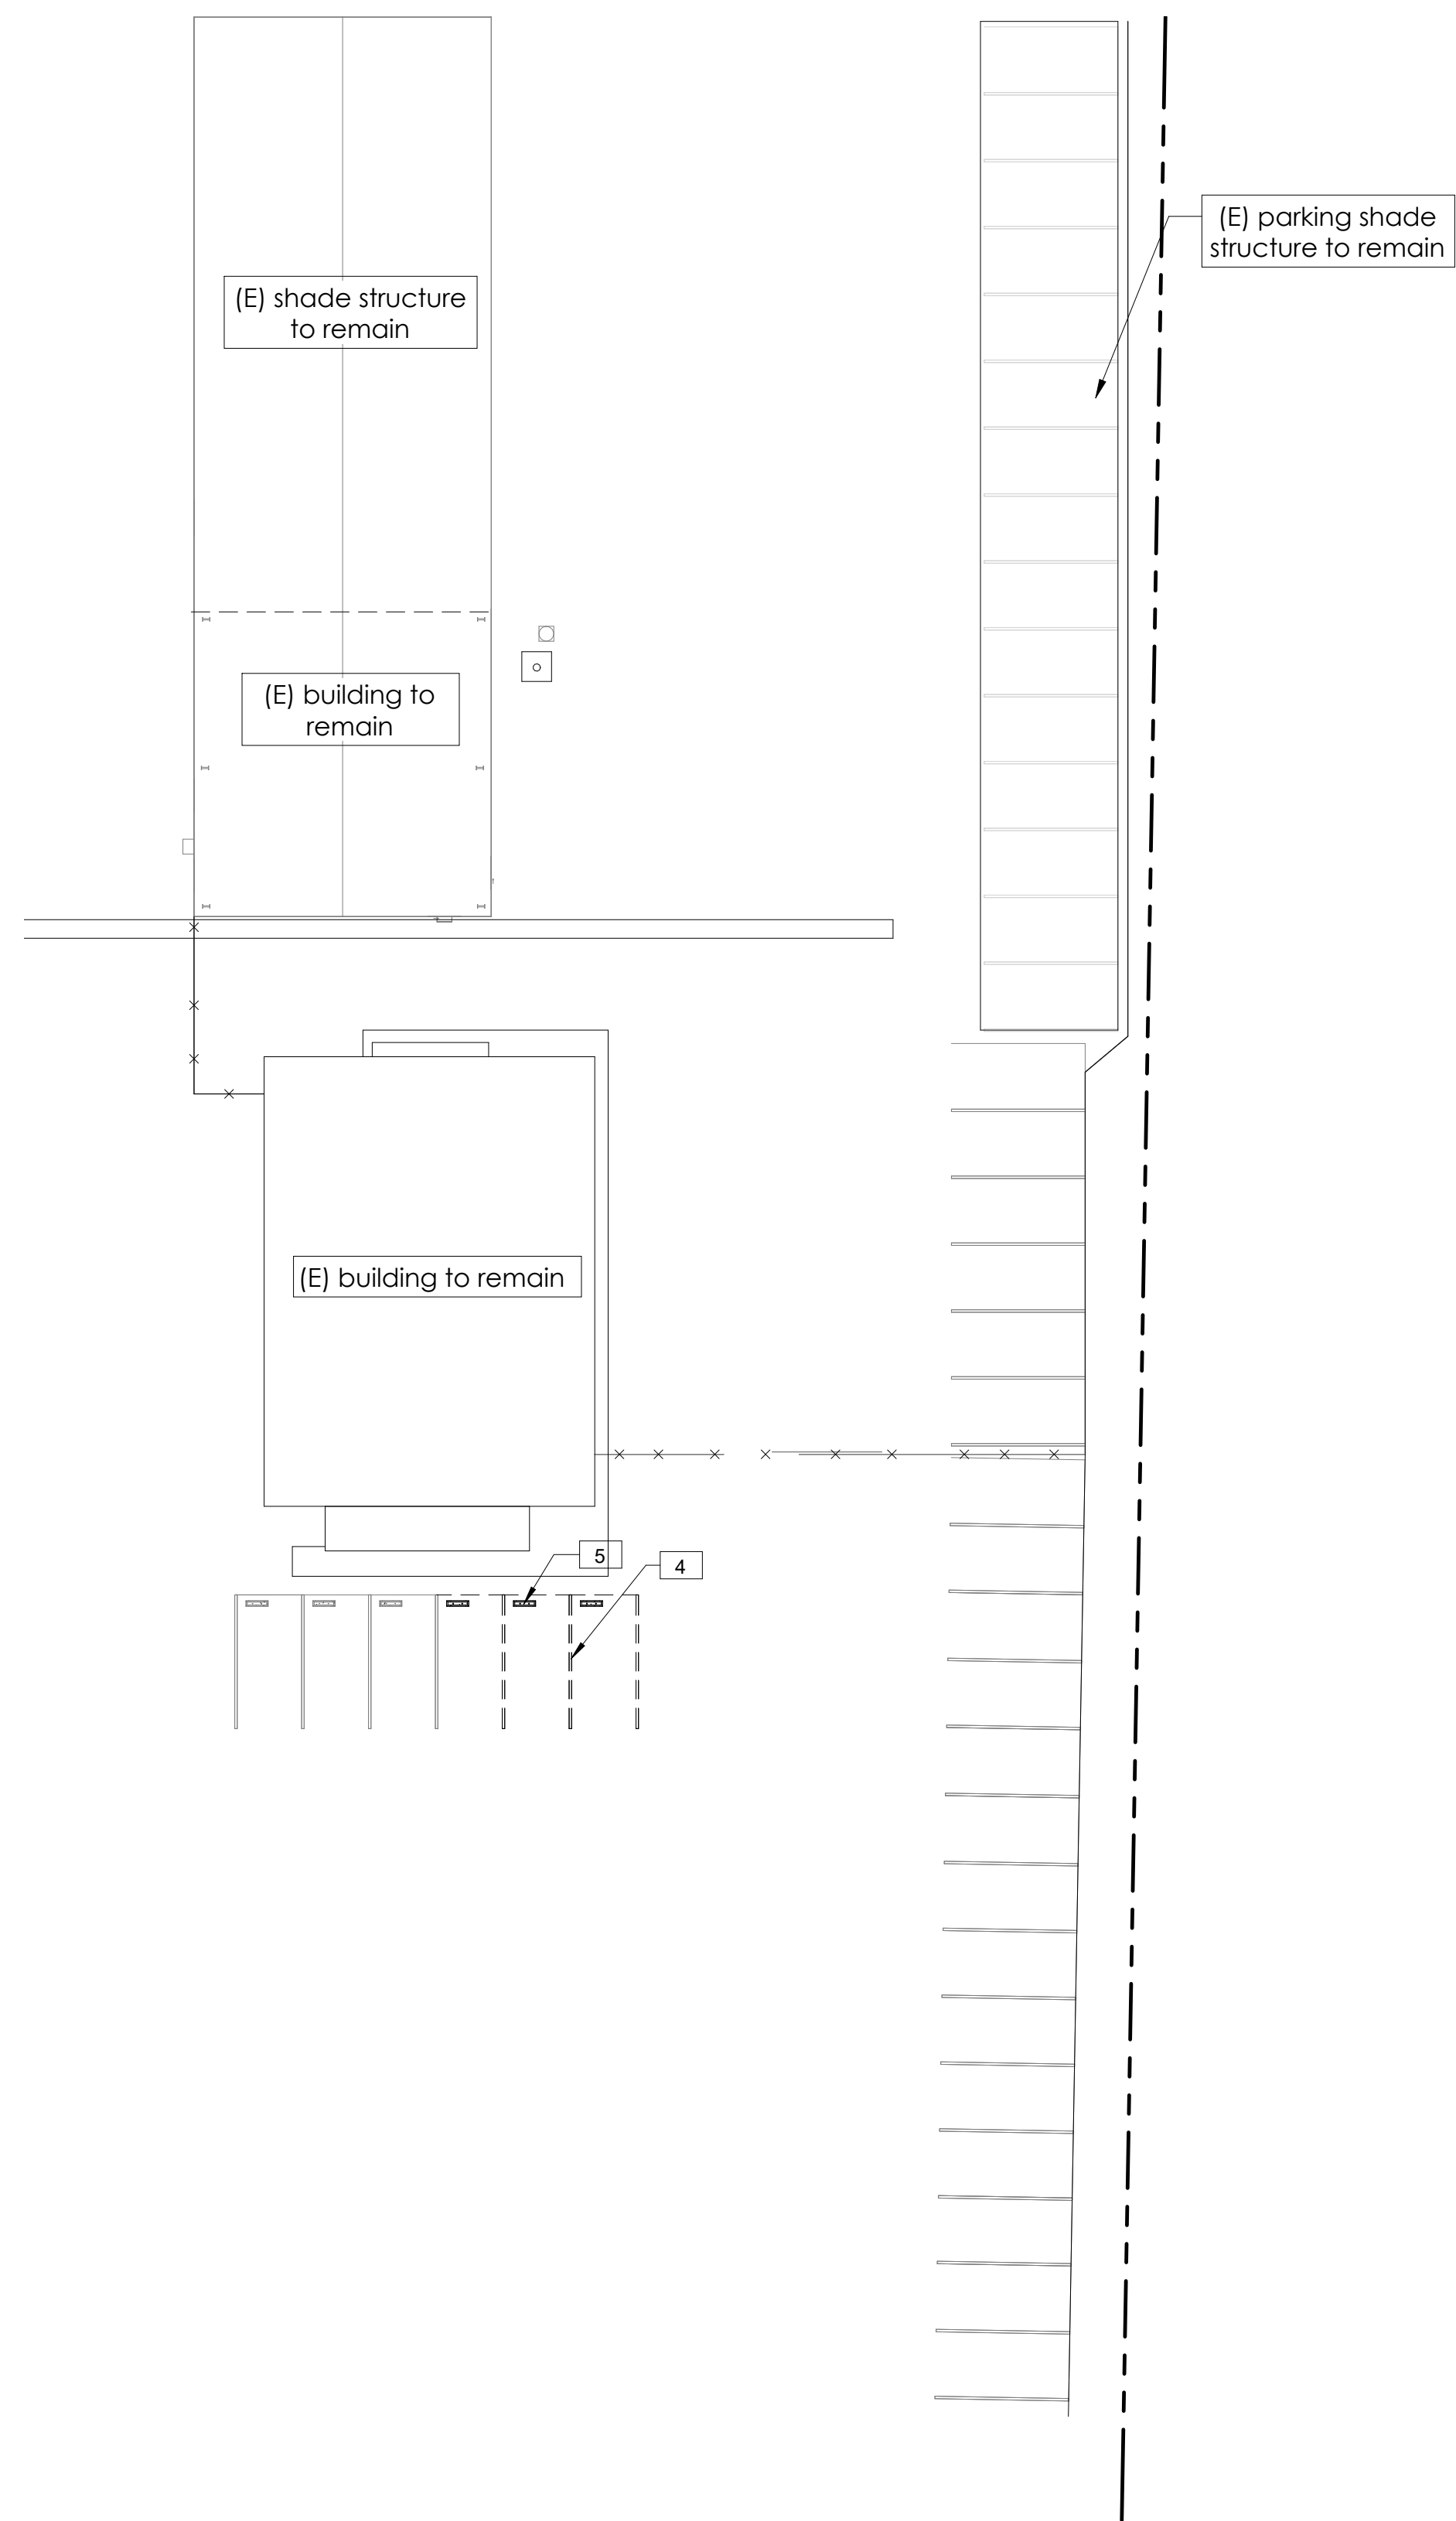 (E) parking shade
structure to remain
(E) shade structure
to remain
(E) building to
remain
(E) building to remain
5
4